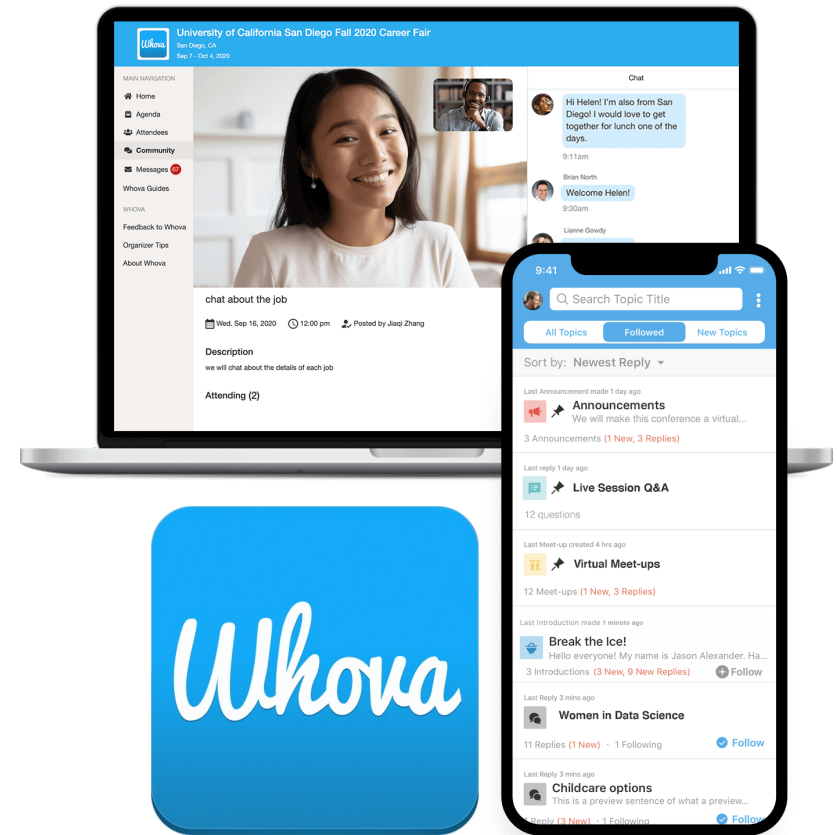 Whova
University of California San Diego Fall 2020 Career Fair
San Diego, CA
Sep 7 - Oct 4, 2020
MAIN NAVIGATION
Home
Agenda
Attendees
Community
Messages 67
Whova Guides
WHOVA
Feedback to Whova
Organizer Tips
About Whova
chat about the job
Wed. Sep 16, 2020 12:00 pm Posted by Jiaqi Zhang
Description
we will chat about the details of each job
Attending (2)
Chat
Hi Helen! I'm also from San
Diego! I would love to get
together for lunch one of the
days.
9:11am
Brian North
Welcome Helen!
9:30am
Lianne Gowdy
9:41
Search Topic Title
All Topics Followed New Topics
Sort by: Newest Reply
Last Announcement made 1 day ago
Announcements
We will make this conference a virtual...
3 Announcements (1 New, 3 Replies)
Last reply 1 day ago
Live Session Q&A
12 questions
Last Meet-up created 4 hrs ago
Virtual Meet-ups
12 Meet-ups (1 New, 3 Replies)
Last Introduction made 1 minute ago
Break the Ice!
Hello everyone! My name is Jason Alexander. Ha...
3 Introductions (3 New, 9 New Replies) Follow
Last Reply 3 mins ago
Women in Data Science
11 Replies (1 New) · 1 Following Follow
Last Reply 3 mins ago
Childcare options
This is a preview sentence of what a preview...
1 Reply (3 New) · 1 Following Follow
Whova